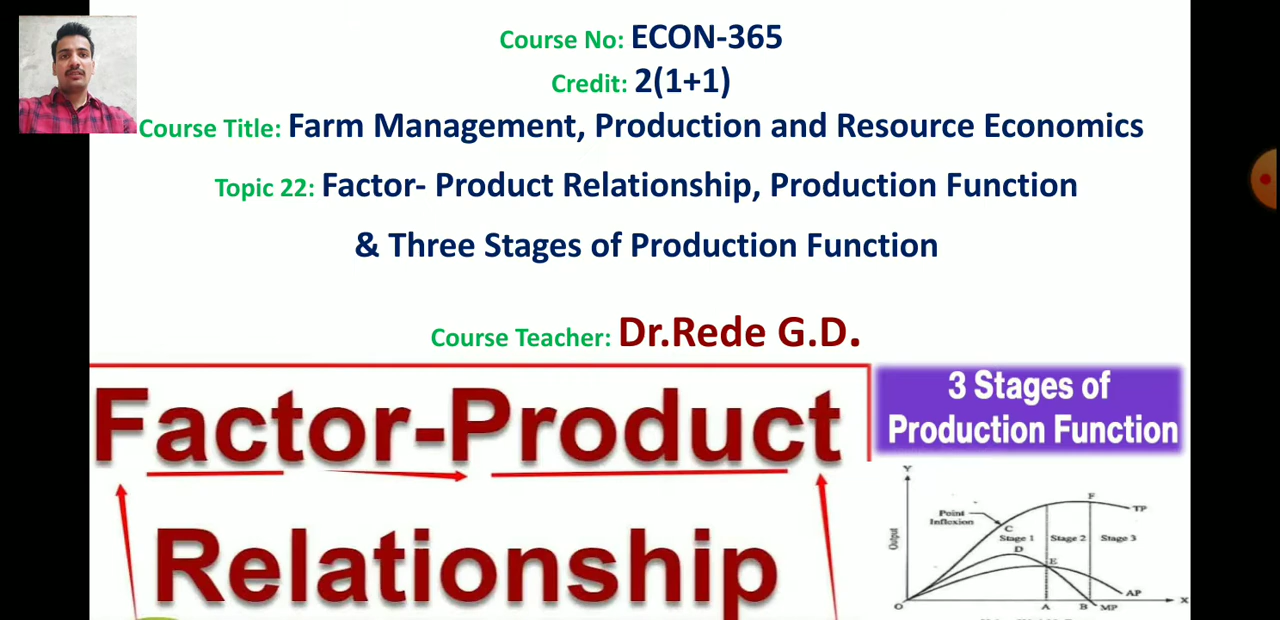 Course No: ECON-365
Credit: 2(1+1)
Course Title: Farm Management, Production and Resource Economics
Topic 22: Factor- Product Relationship, Production Function
& Three Stages of Production Function
Course Teacher: Dr.Rede G.D.
Factor-Product
Relationship
3 Stages of
Production Function
Y
F
TP
Point
Inflexion
C
Output
Stage 1
Stage 2
Stage 3
D
E
AP
O
A
B
MP
X